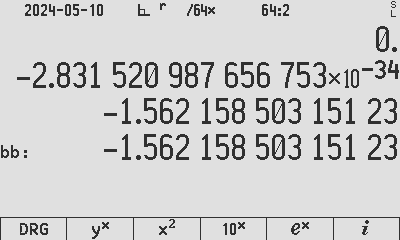 2024-05-10 ∟ r /64× 64:2 S L
0.
−2.831 520 987 656 753×10⁻³⁴
−1.562 158 503 151 23
bb: −1.562 158 503 151 23
DRG yˣ x² 10ˣ eˣ i